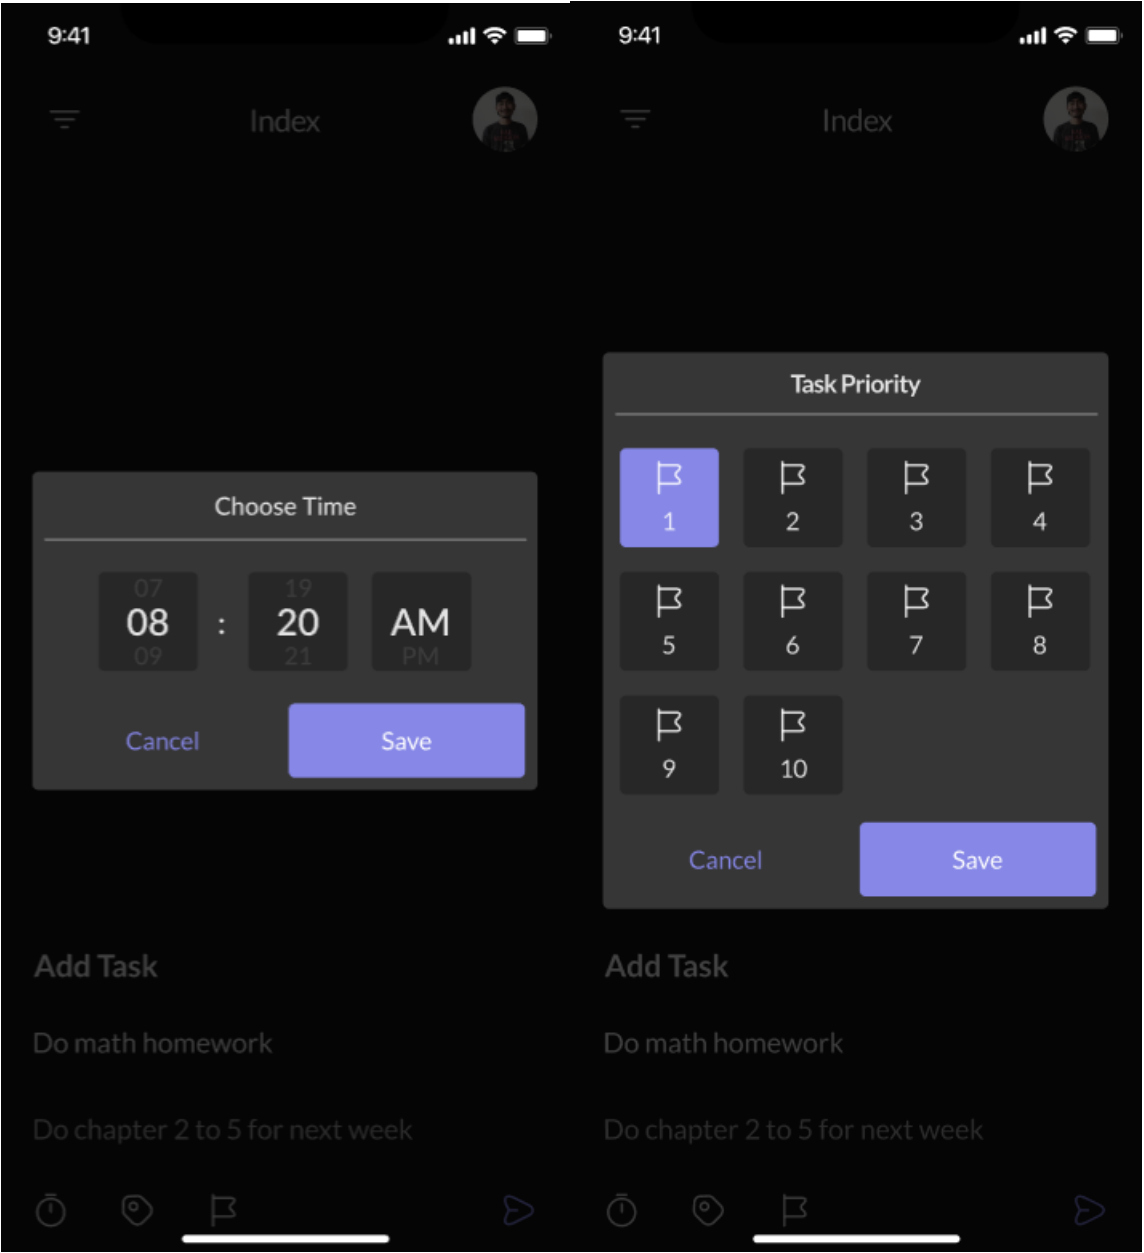 9:41
Index
Choose Time
07 19
08 : 20 AM
09 21 PM
Cancel Save
Add Task
Do math homework
Do chapter 2 to 5 for next week
9:41
Index
Task Priority
1 2 3 4
5 6 7 8
9 10
Cancel Save
Add Task
Do math homework
Do chapter 2 to 5 for next week